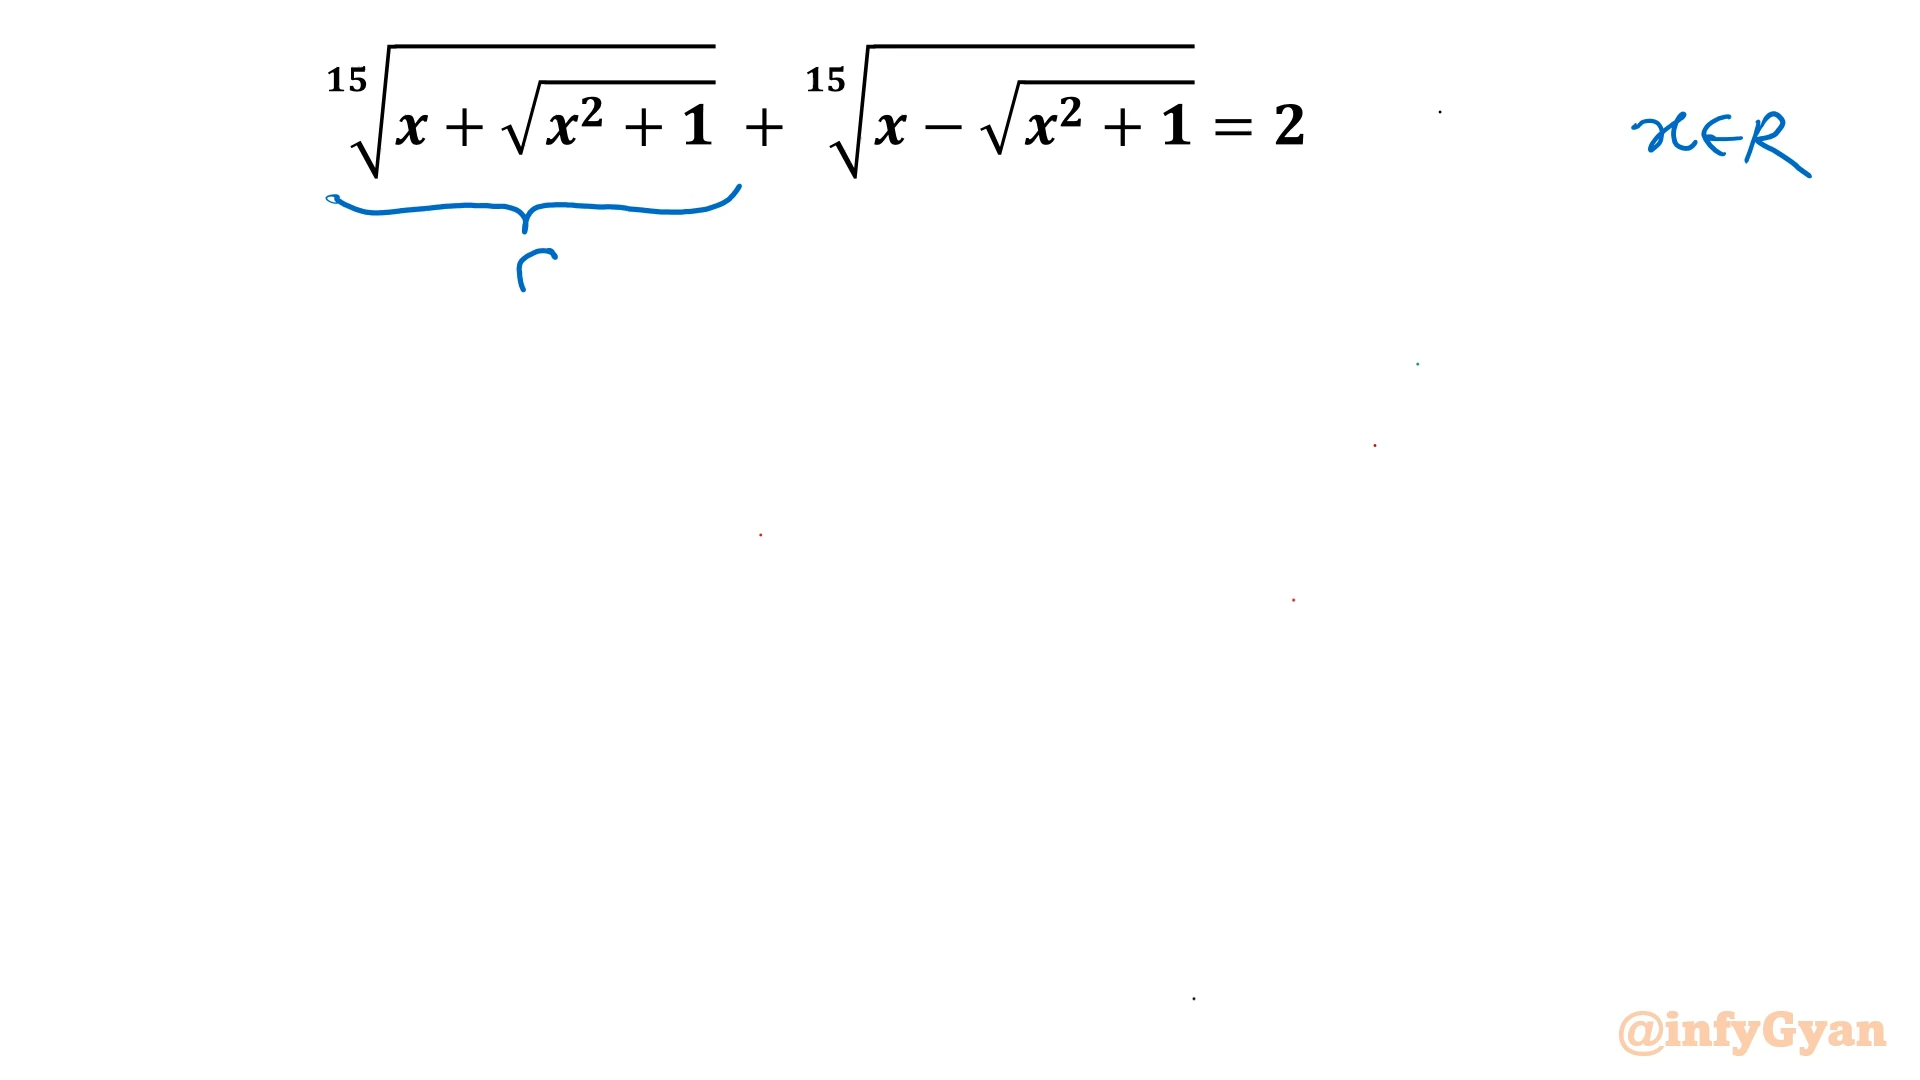 ¹⁵√(x + √(x² + 1)) + ¹⁵√(x − √(x² + 1)) = 2
x∈R
r
@infyGyan